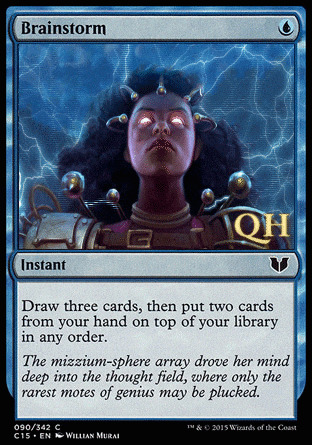 Brainstorm
QH
Instant
Draw three cards, then put two cards
from your hand on top of your library
in any order.
The mizzium-sphere array drove her mind
deep into the thought field, where only the
rarest motes of genius may be plucked.
090/342 C
C15 • EN Willian Murai
™ & © 2015 Wizards of the Coast